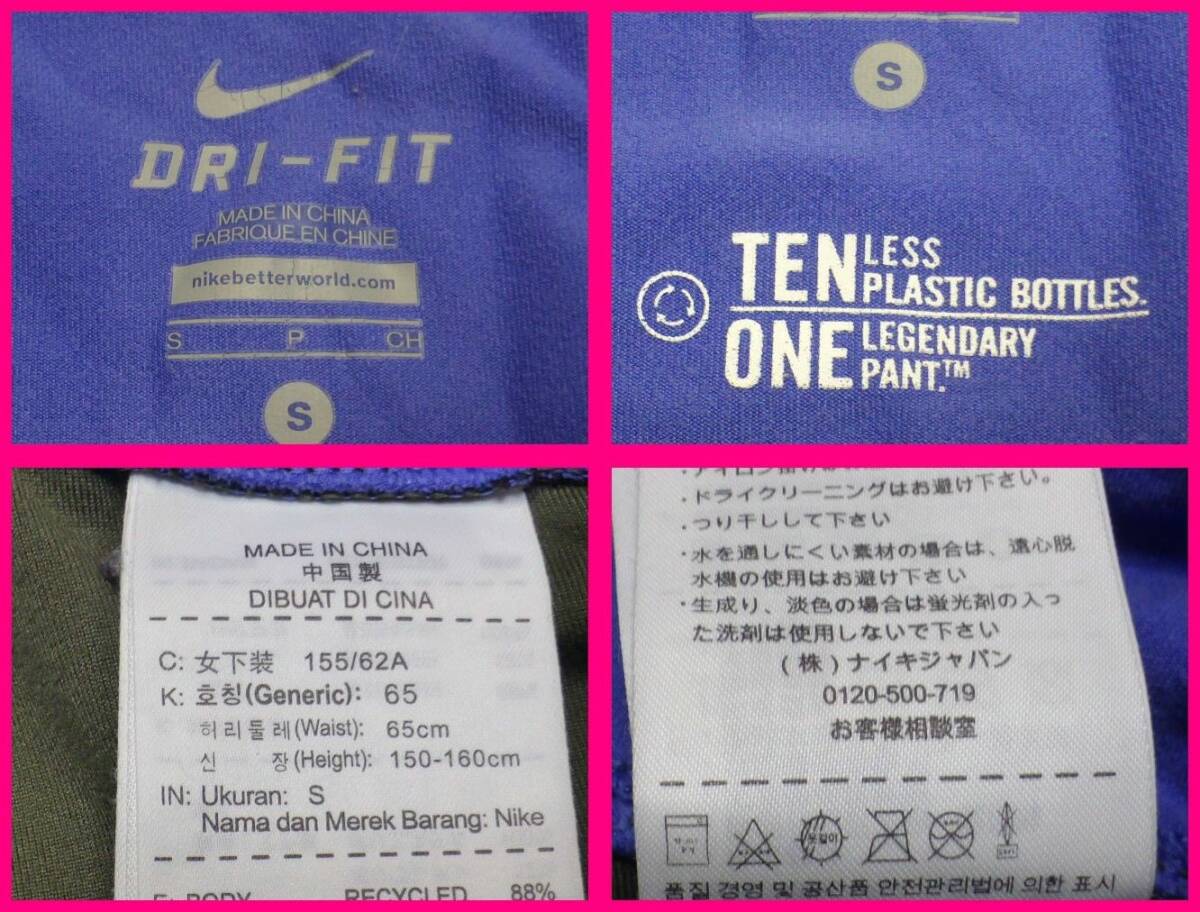 DRI-FIT
MADE IN CHINA
FABRIQUE EN CHINE
nikebetterworld.com
S P CH
S
S
TEN LESS
PLASTIC BOTTLES.
ONE LEGENDARY
PANT.™
MADE IN CHINA
中国製
DIBUAT DI CINA
C: 女下装 155/62A
K: 호칭(Generic): 65
허리둘레(Waist): 65cm
신 장(Height): 150-160cm
IN: Ukuran: S
Nama dan Merek Barang: Nike
BODY RECYCLED 88%
・ドライクリーニングはお避け下さい。
・つり干しして下さい
・水を通しにくい素材の場合は、遠心脱
水機の使用はお避け下さい
・生成り、淡色の場合は蛍光剤の入っ
た洗剤は使用しないで下さい
(株)ナイキジャパン
0120-500-719
お客様相談室
품질 경영 및 공산품 안전관리법에 의한 표시